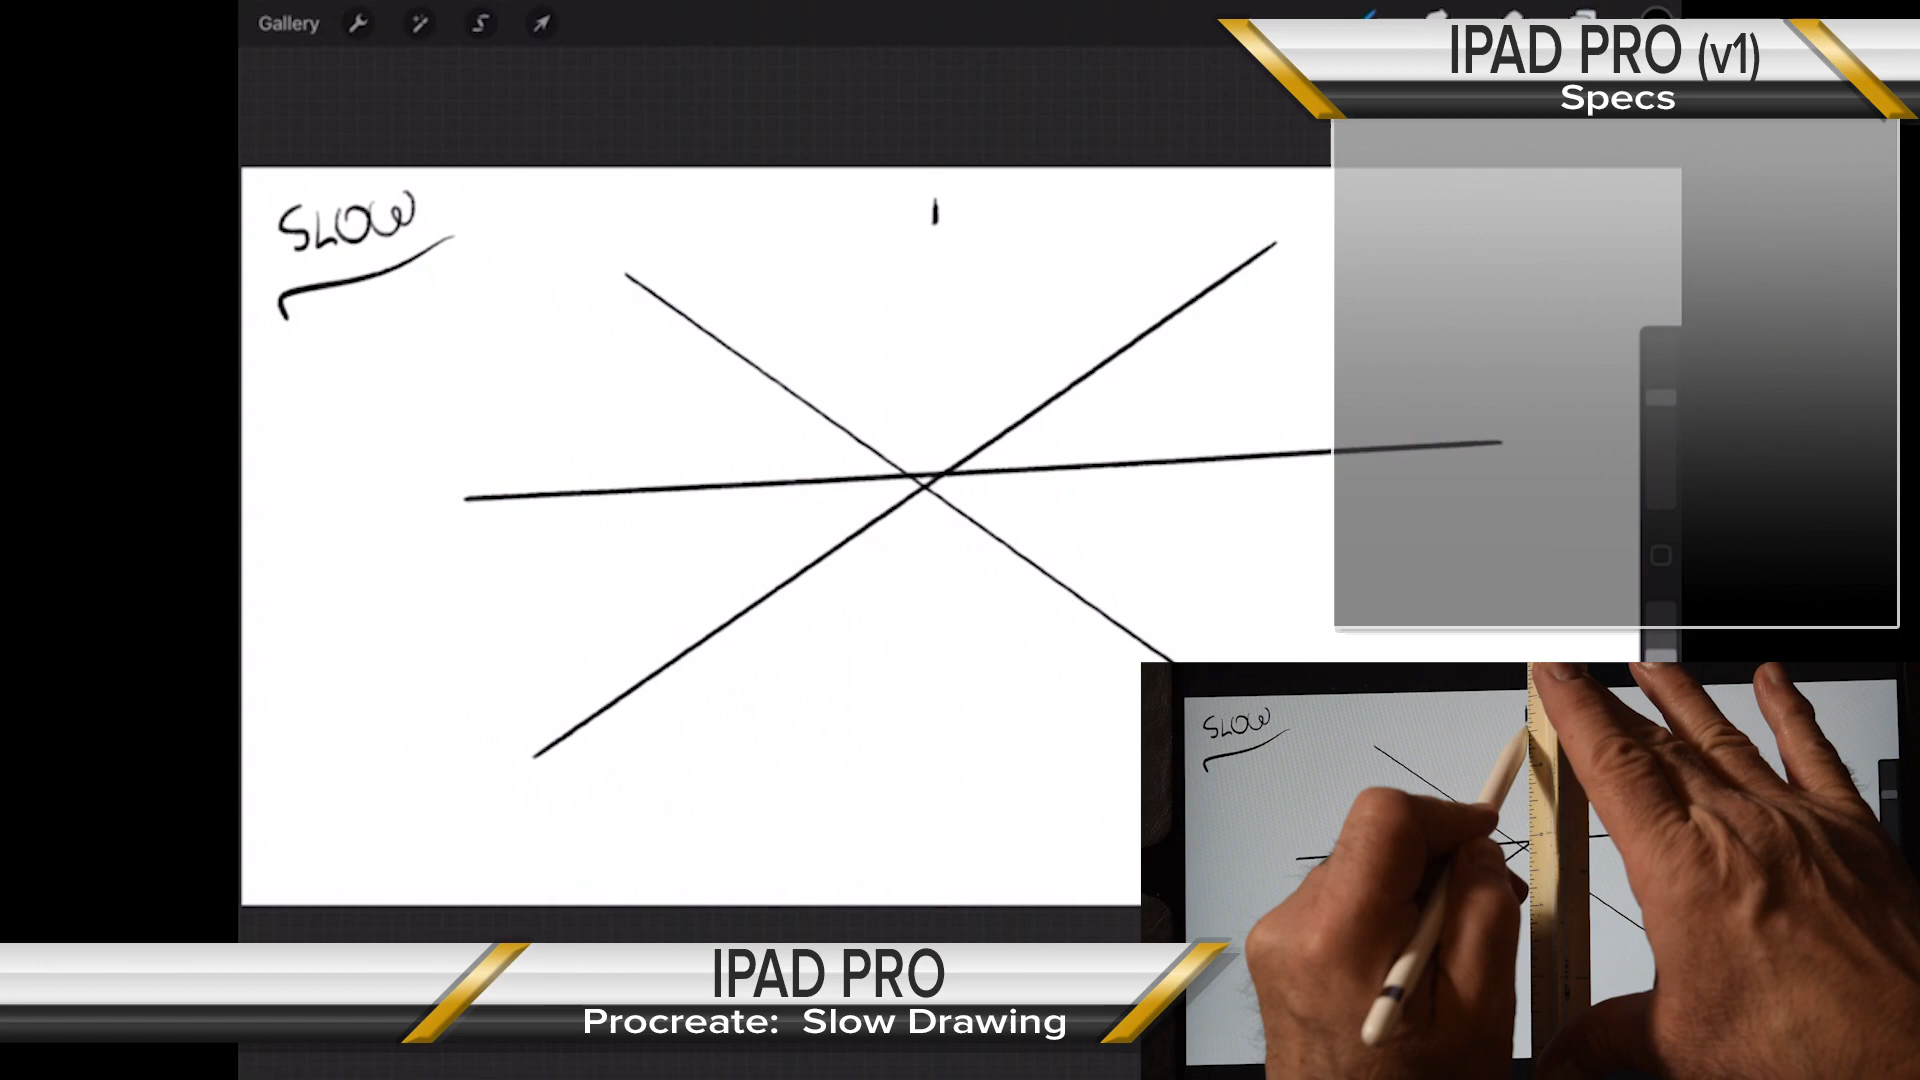 Gallery
IPAD PRO (v1)
Specs
SLOW
SLOW
IPAD PRO
Procreate: Slow Drawing